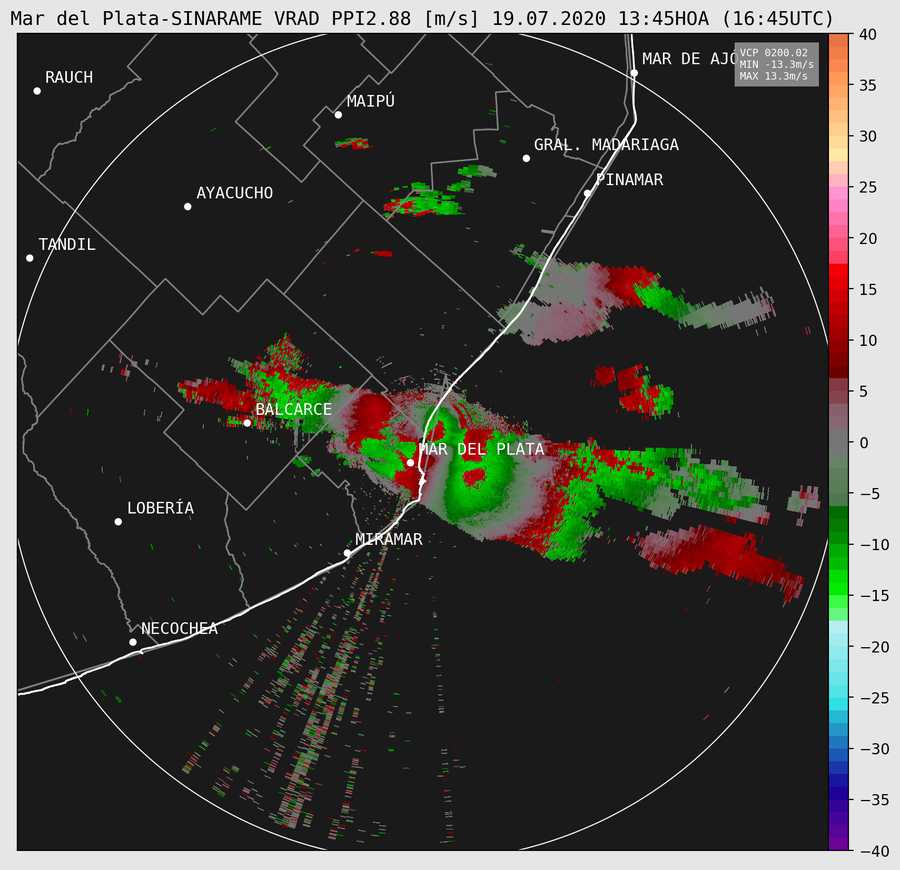 Mar del Plata-SINARAME VRAD PPI2.88 [m/s] 19.07.2020 13:45HOA (16:45UTC)
VCP 0200.02
MIN -13.3m/s
MAX 13.3m/s
MAR DE AJÓ
RAUCH
MAIPÚ
GRAL. MADARIAGA
PINAMAR
AYACUCHO
TANDIL
BALCARCE
MAR DEL PLATA
LOBERÍA
MIRAMAR
NECOCHEA
40
35
30
25
20
15
10
5
0
−5
−10
−15
−20
−25
−30
−35
−40